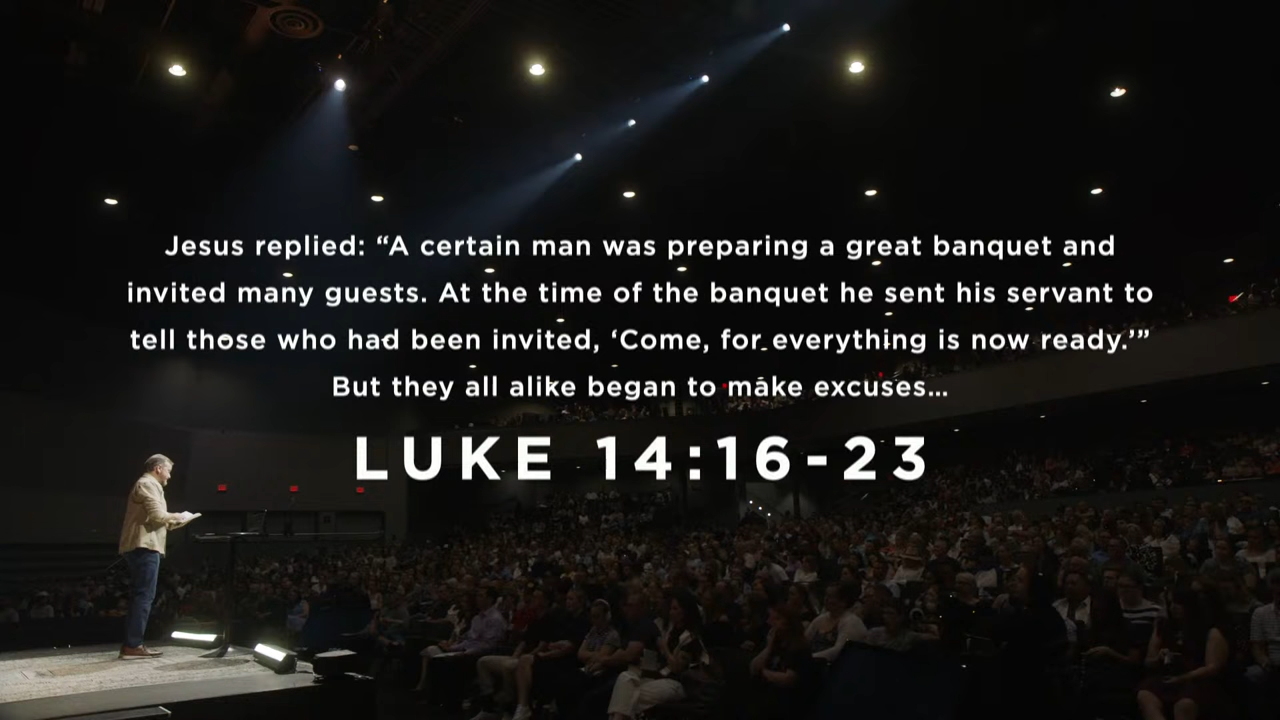 Jesus replied: “A certain man was preparing a great banquet and
invited many guests. At the time of the banquet he sent his servant to
tell those who had been invited, ‘Come, for everything is now ready.’”
But they all alike began to make excuses...
LUKE 14:16-23